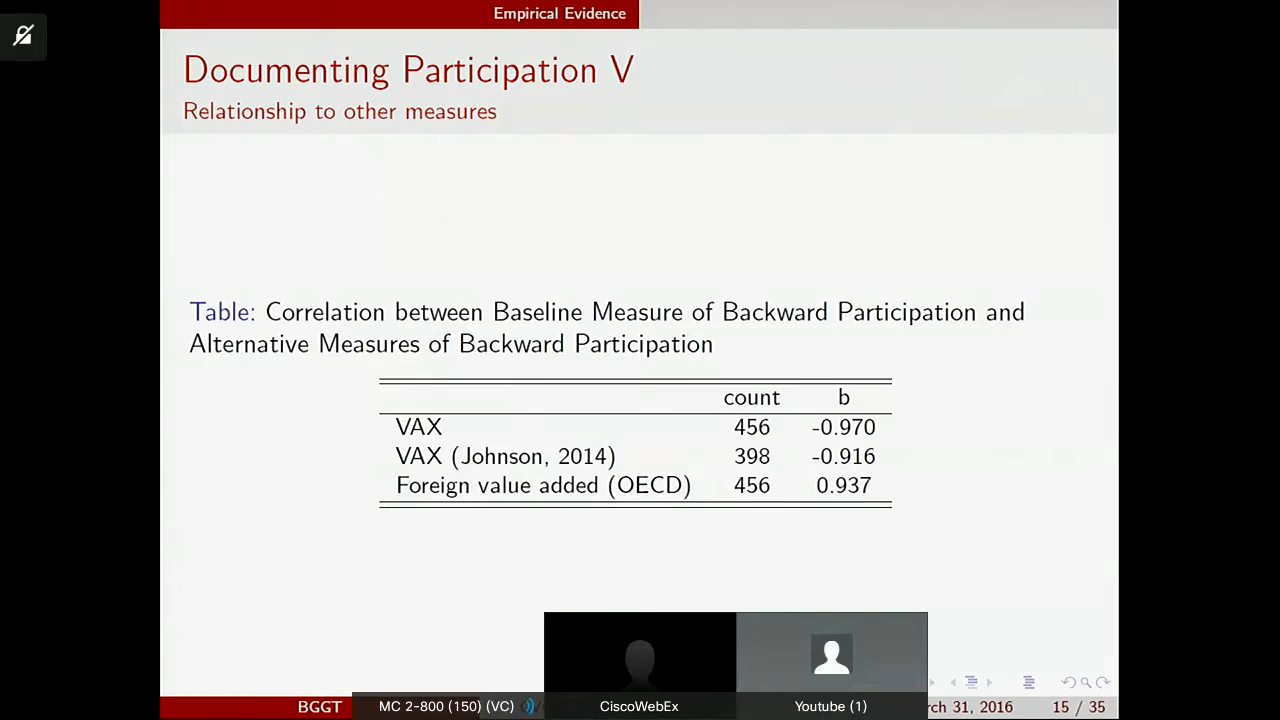 Empirical Evidence
Documenting Participation V
Relationship to other measures
Table: Correlation between Baseline Measure of Backward Participation and
Alternative Measures of Backward Participation
count b
VAX 456 -0.970
VAX (Johnson, 2014) 398 -0.916
Foreign value added (OECD) 456 0.937
BGGT MC 2-800 (150) (VC) CiscoWebEx Youtube (1) 31, 2016 15 / 35